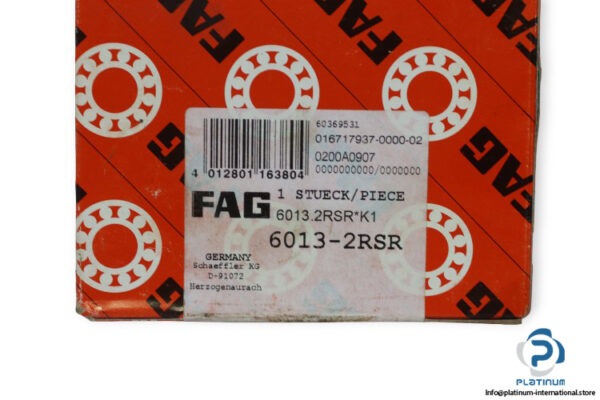 FAG
FAG
FAG
FAG
60369531
016717937-0000-02
0200A0907
0000000000/0000000
4 012801 163804
1 STUECK/PIECE
FAG
6013.2RSR*K1
6013-2RSR
GERMANY
Schaeffler KG
D-91072
Herzogenaurach
PLATINUM
Info@platinum-international.store